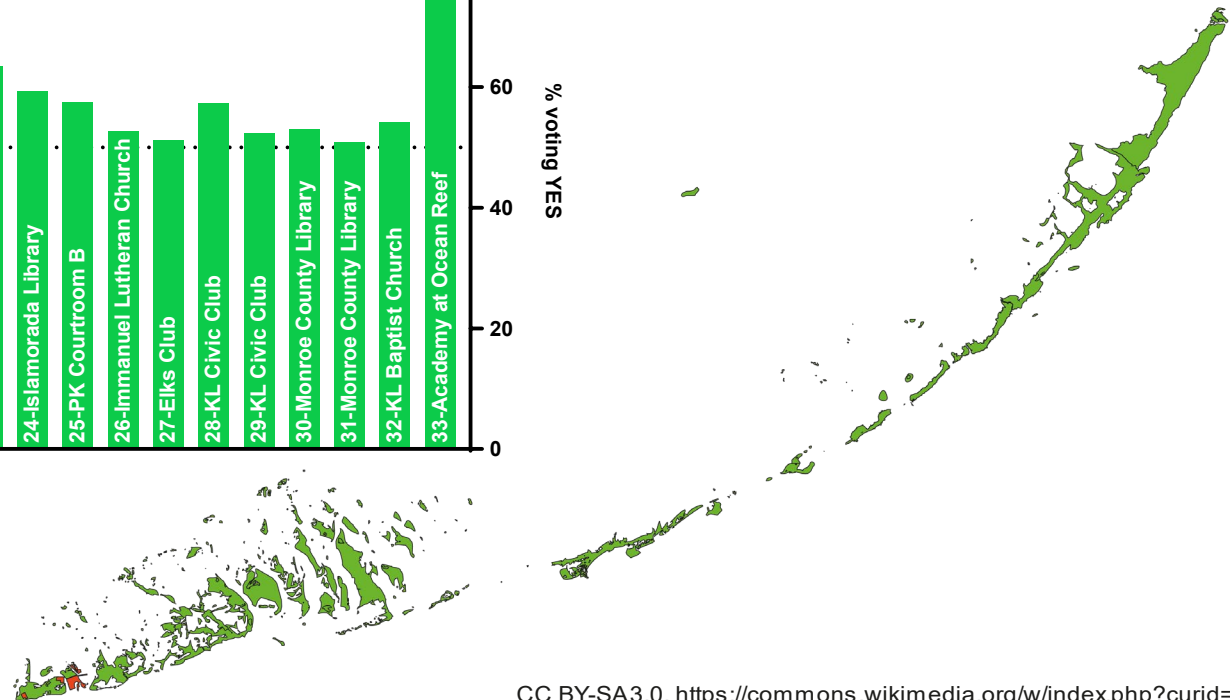 60
40
20
0
% voting YES
24-Islamorada Library
25-PK Courtroom B
26-Immanuel Lutheran Church
27-Elks Club
28-KL Civic Club
29-KL Civic Club
30-Monroe County Library
31-Monroe County Library
32-KL Baptist Church
33-Academy at Ocean Reef
CC BY-SA3.0, https://commons.wikimedia.org/w/index.php?curid=